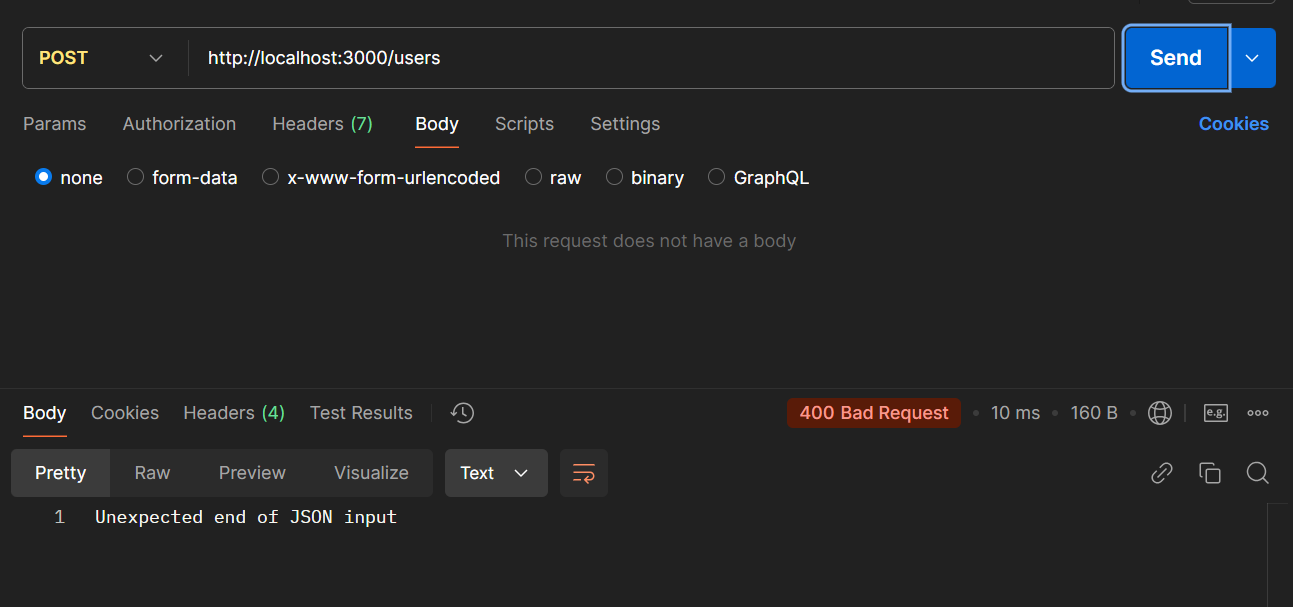 POST http://localhost:3000/users Send
Params Authorization Headers (7) Body Scripts Settings Cookies
none form-data x-www-form-urlencoded raw binary GraphQL
This request does not have a body
Body Cookies Headers (4) Test Results 400 Bad Request • 10 ms • 160 B • e.g.
Pretty Raw Preview Visualize Text
1 Unexpected end of JSON input